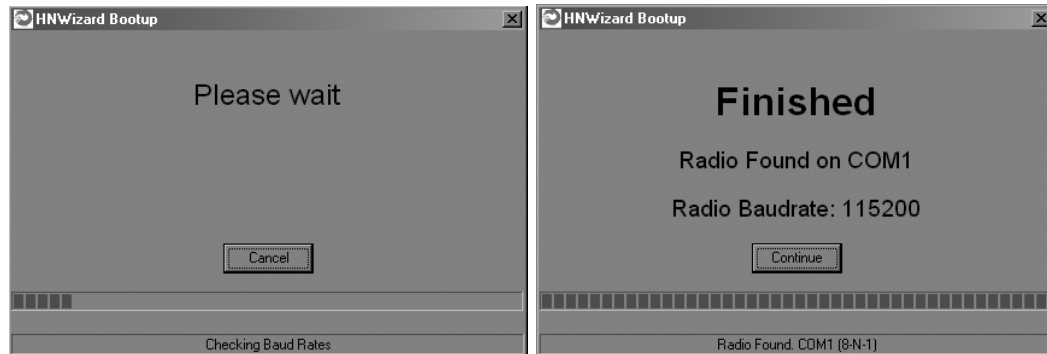 HNWizard Bootup
Please wait
Cancel
Checking Baud Rates
HNWizard Bootup
Finished
Radio Found on COM1
Radio Baudrate: 115200
Continue
Radio Found. COM1 (8-N-1)